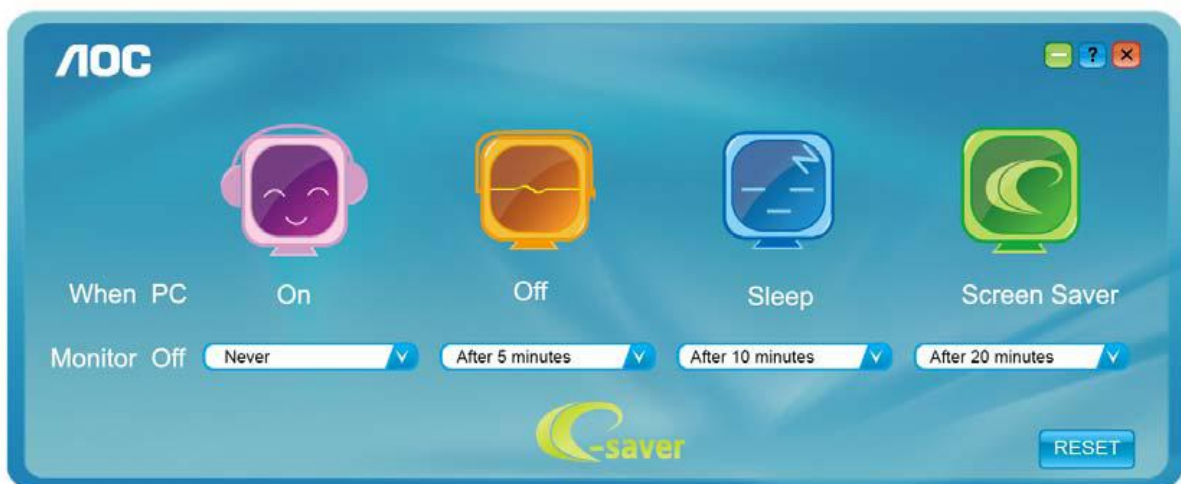 AOC
?
When PC On Off Sleep Screen Saver
Monitor Off Never After 5 minutes After 10 minutes After 20 minutes
e-saver
RESET